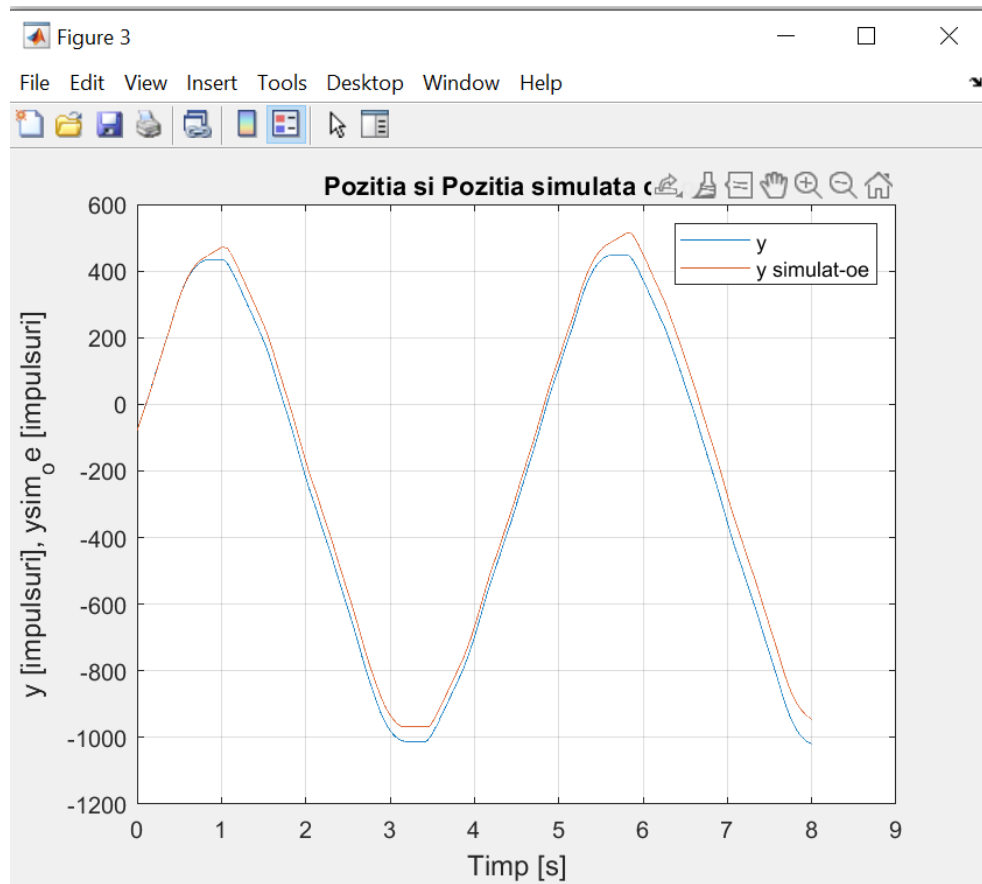 Figure 3
File Edit View Insert Tools Desktop Window Help
Pozitia si Pozitia simulata
y
y simulat-oe
600
400
200
0
-200
-400
-600
-800
-1000
-1200
y [impulsuri], ysim_oe [impulsuri]
0 1 2 3 4 5 6 7 8 9
Timp [s]